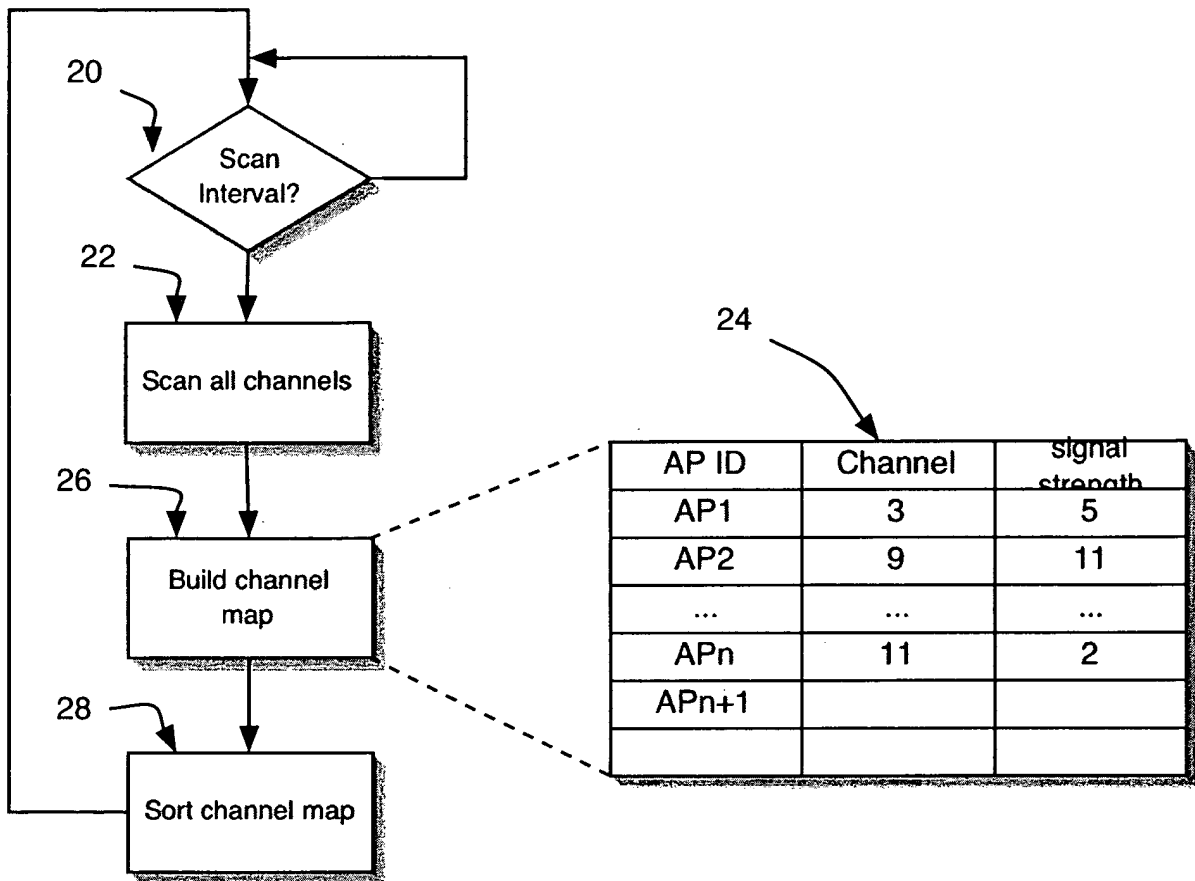 20
Scan
Interval?
22
Scan all channels
24
26
Build channel
map
AP ID Channel signal
strength
AP1 3 5
AP2 9 11
... ... ...
APn 11 2
APn+1
28
Sort channel map